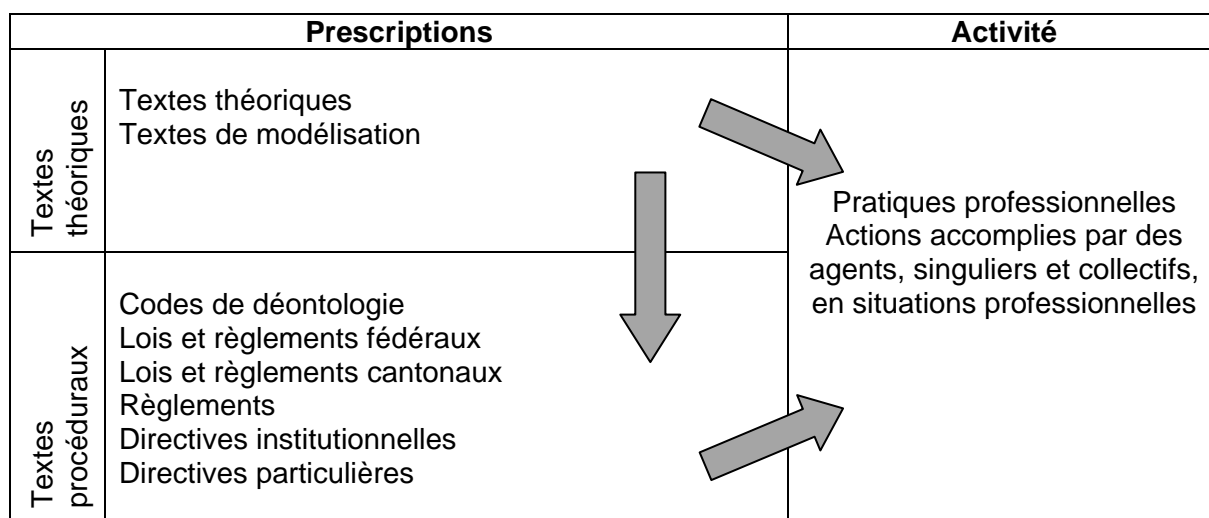 Prescriptions
Activité
Textes
théoriques
Textes théoriques
Textes de modélisation
Pratiques professionnelles
Actions accomplies par des
agents, singuliers et collectifs,
en situations professionnelles
Textes
procéduraux
Codes de déontologie
Lois et règlements fédéraux
Lois et règlements cantonaux
Règlements
Directives institutionnelles
Directives particulières